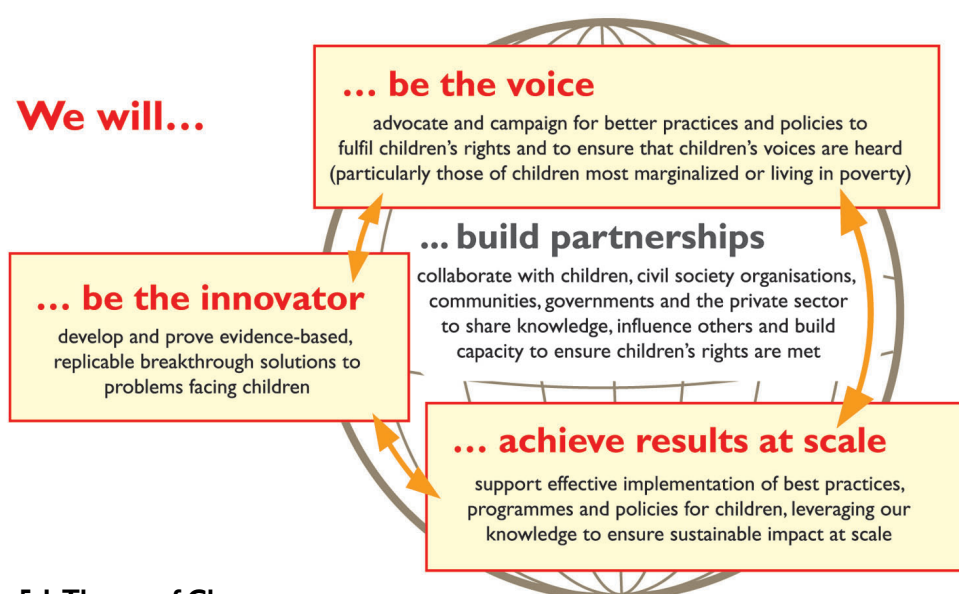 We will...
... be the voice
advocate and campaign for better practices and policies to
fulfil children's rights and to ensure that children's voices are heard
(particularly those of children most marginalized or living in poverty)
... build partnerships
collaborate with children, civil society organisations,
communities, governments and the private sector
to share knowledge, influence others and build
capacity to ensure children's rights are met
... be the innovator
develop and prove evidence-based,
replicable breakthrough solutions to
problems facing children
... achieve results at scale
support effective implementation of best practices,
programmes and policies for children, leveraging our
knowledge to ensure sustainable impact at scale